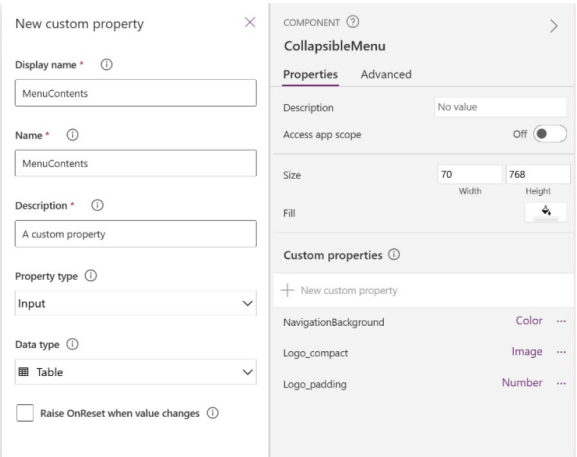 New custom property
Display name *
MenuContents
Name *
MenuContents
Description *
A custom property
Property type
Input
Data type
Table
Raise OnReset when value changes
COMPONENT
CollapsibleMenu
Properties Advanced
Description No value
Access app scope Off
Size 70 768
Width Height
Fill
Custom properties
New custom property
NavigationBackground Color ...
Logo_compact Image ...
Logo_padding Number ...